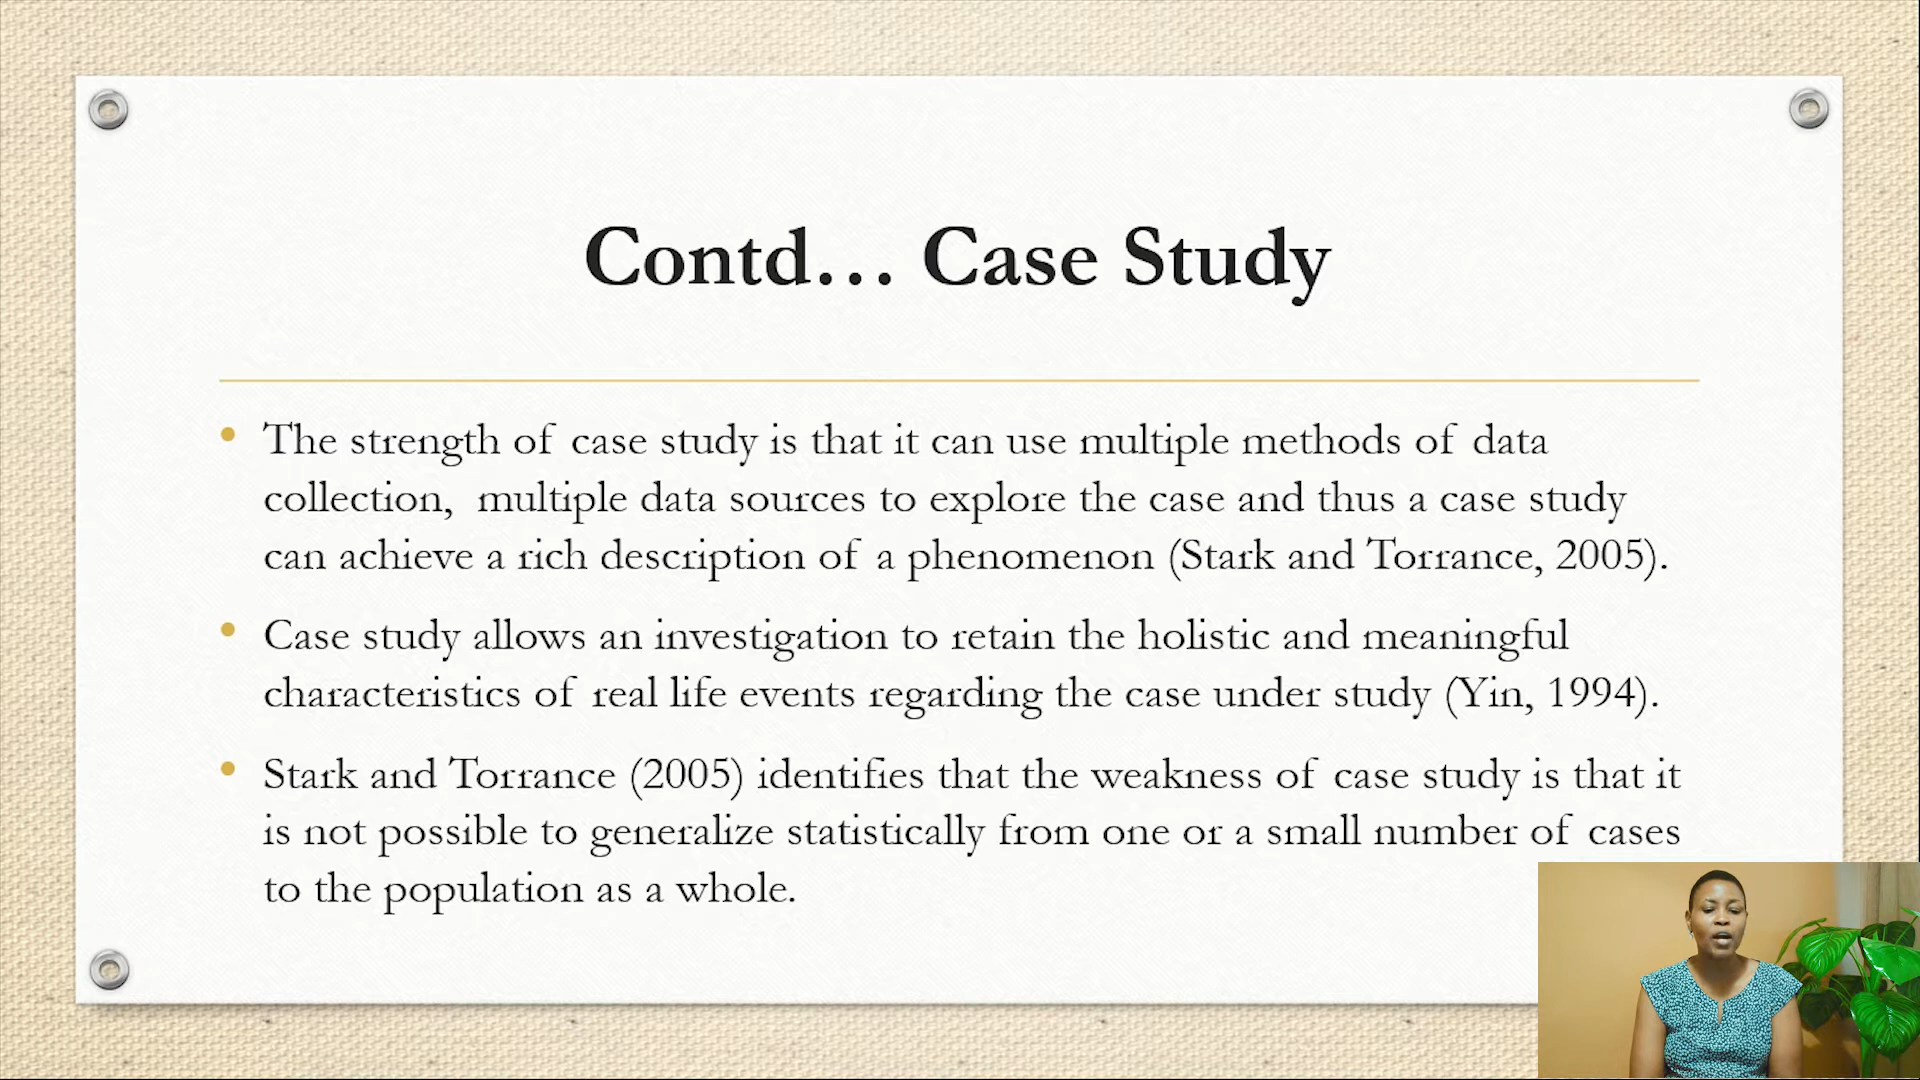 Contd… Case Study
The strength of case study is that it can use multiple methods of data
collection, multiple data sources to explore the case and thus a case study
can achieve a rich description of a phenomenon (Stark and Torrance, 2005).
Case study allows an investigation to retain the holistic and meaningful
characteristics of real life events regarding the case under study (Yin, 1994).
Stark and Torrance (2005) identifies that the weakness of case study is that it
is not possible to generalize statistically from one or a small number of cases
to the population as a whole.